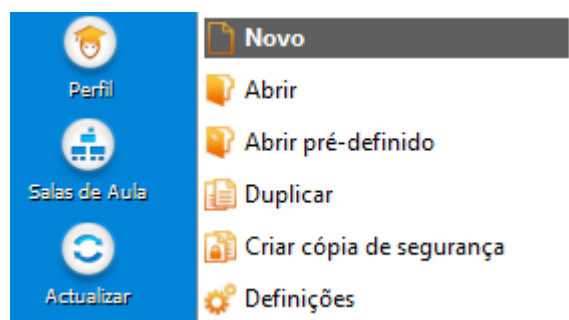 Perfil
Salas de Aula
Actualizar
Novo
Abrir
Abrir pré-definido
Duplicar
Criar cópia de segurança
Definições